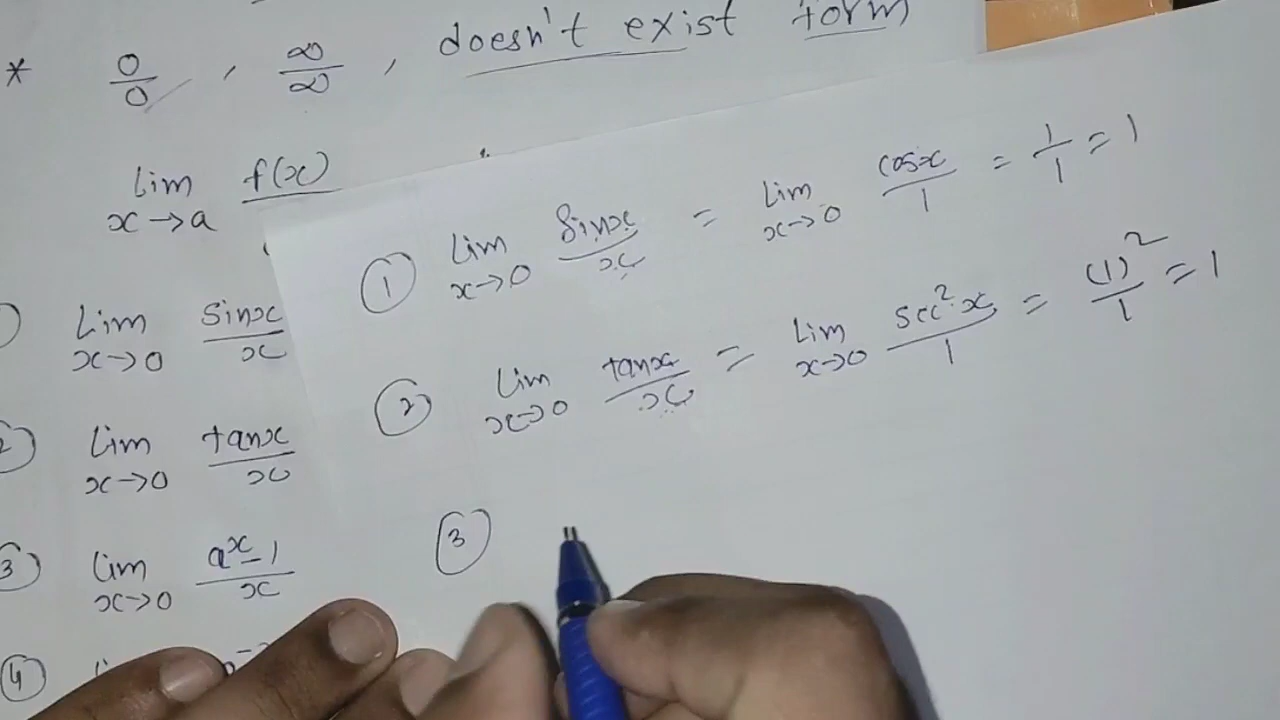 * 0/0 , ∞/∞ , doesn't exist form
lim x→a f(x)
① lim x→0 sinx/x = lim x→0 cosx/1 = 1/1 = 1
② lim x→0 tanx/x = lim x→0 sec²x/1 = (1)²/1 = 1
③
lim x→0 sinx/x
2) lim x→0 tanx/x
3) lim x→0 aˣ-1/x
④